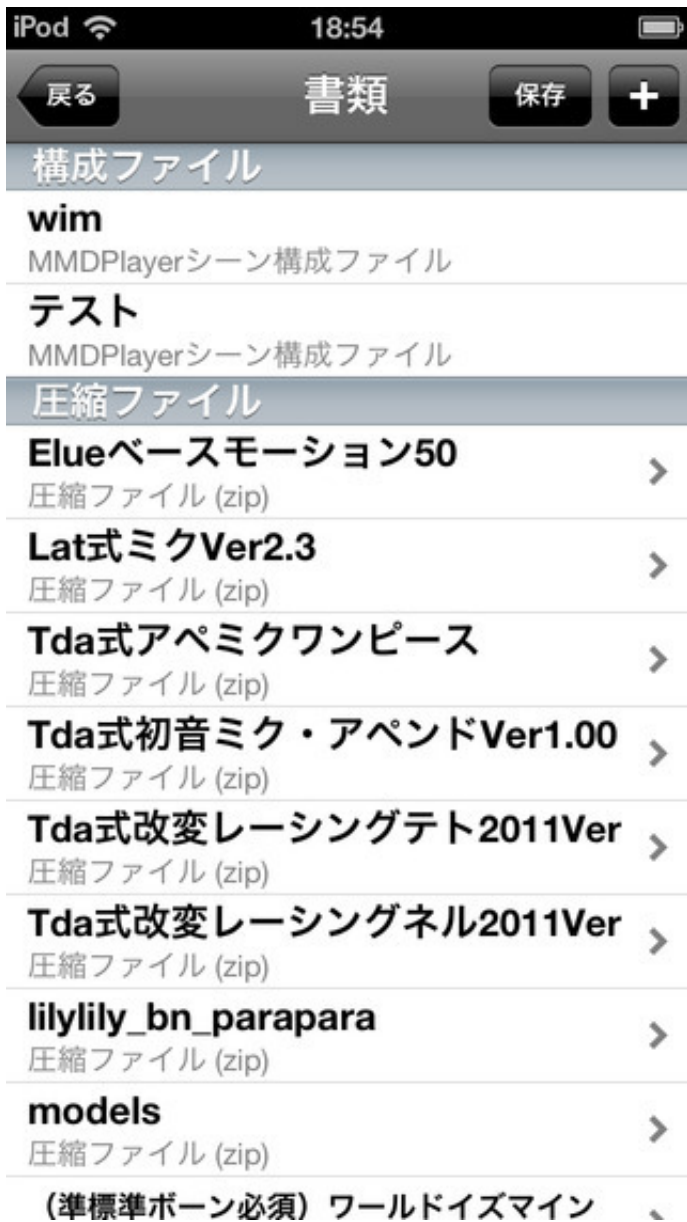 iPod 18:54
戻る 書類 保存 +
構成ファイル
wim
MMDPlayerシーン構成ファイル
テスト
MMDPlayerシーン構成ファイル
圧縮ファイル
Elueベースモーション50
圧縮ファイル (zip)
Lat式ミクVer2.3
圧縮ファイル (zip)
Tda式アペミクワンピース
圧縮ファイル (zip)
Tda式初音ミク・アペンドVer1.00
圧縮ファイル (zip)
Tda式改変レーシングテト2011Ver
圧縮ファイル (zip)
Tda式改変レーシングネル2011Ver
圧縮ファイル (zip)
lilylily_bn_parapara
圧縮ファイル (zip)
models
圧縮ファイル (zip)
（準標準ボーン必須）ワールドイズマイン